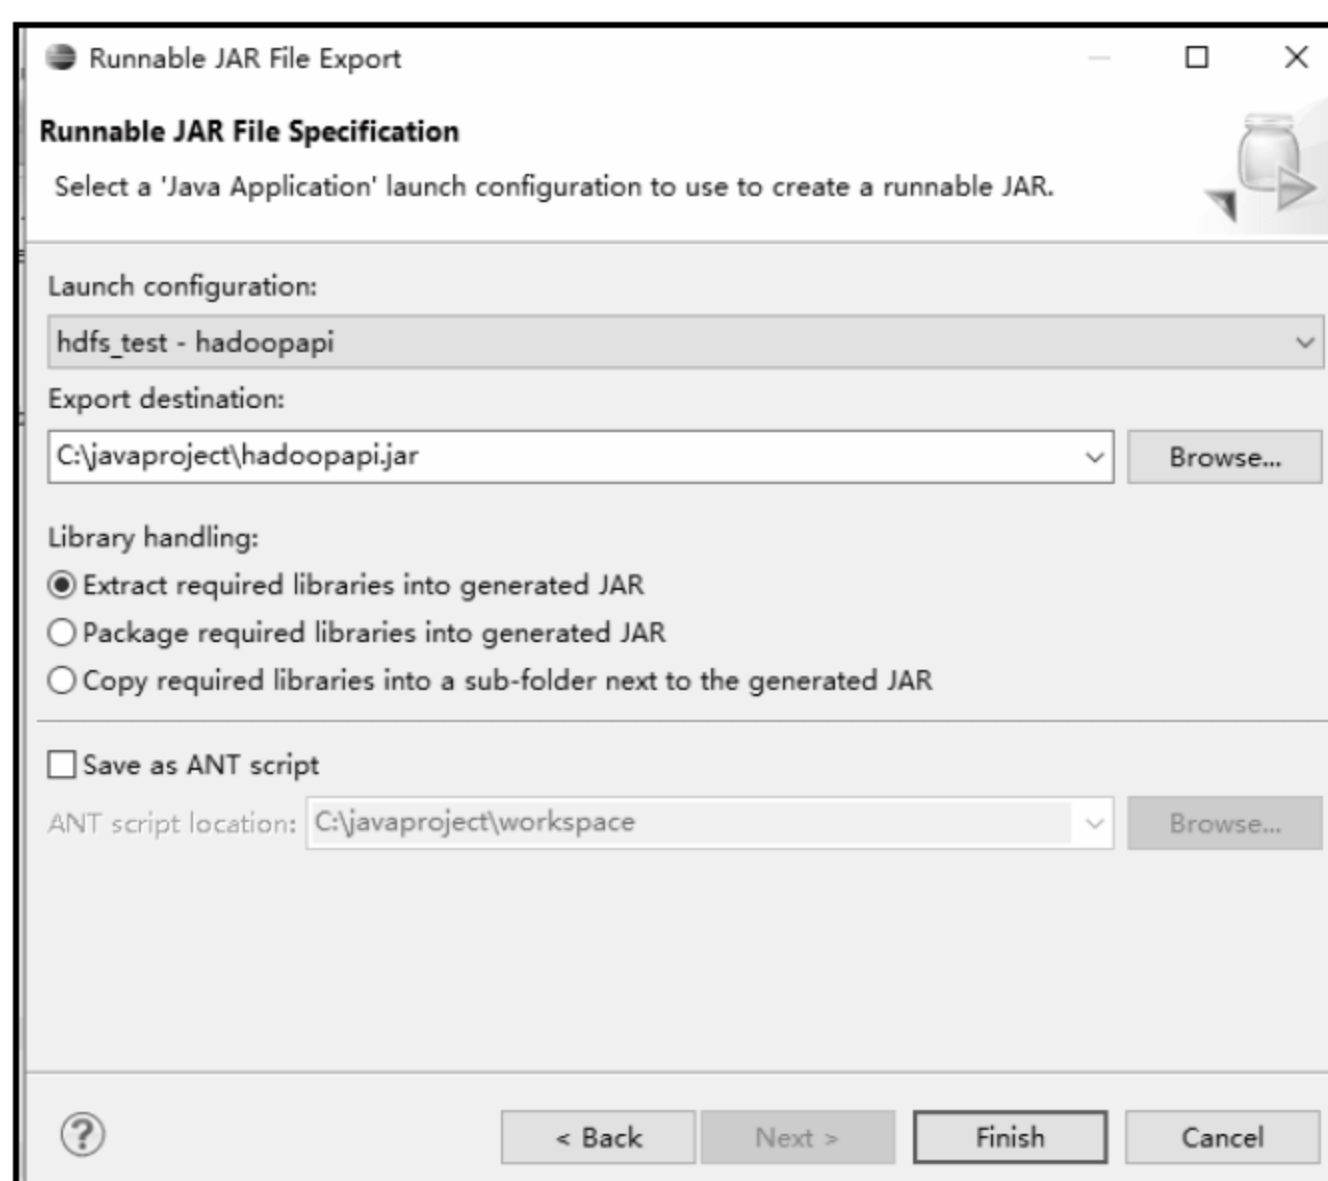 Runnable JAR File Export
Runnable JAR File Specification
Select a 'Java Application' launch configuration to use to create a runnable JAR.
Launch configuration:
hdfs_test - hadoopapi
Export destination:
C:\javaproject\hadoopapi.jar
Browse...
Library handling:
Extract required libraries into generated JAR
Package required libraries into generated JAR
Copy required libraries into a sub-folder next to the generated JAR
Save as ANT script
ANT script location: C:\javaproject\workspace
Browse...
?
< Back
Next >
Finish
Cancel